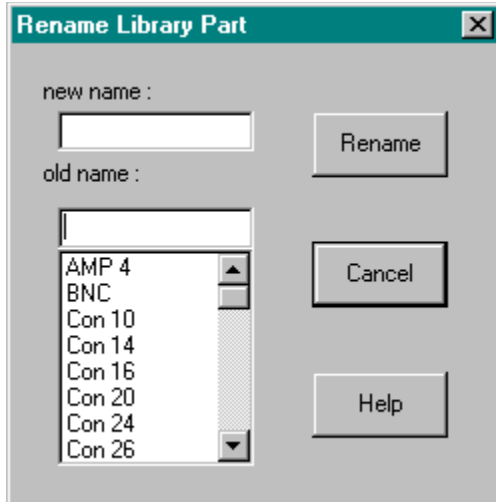 Rename Library Part
new name :
Rename
old name :
AMP 4
BNC
Con 10
Con 14
Con 16
Con 20
Con 24
Con 26
Cancel
Help